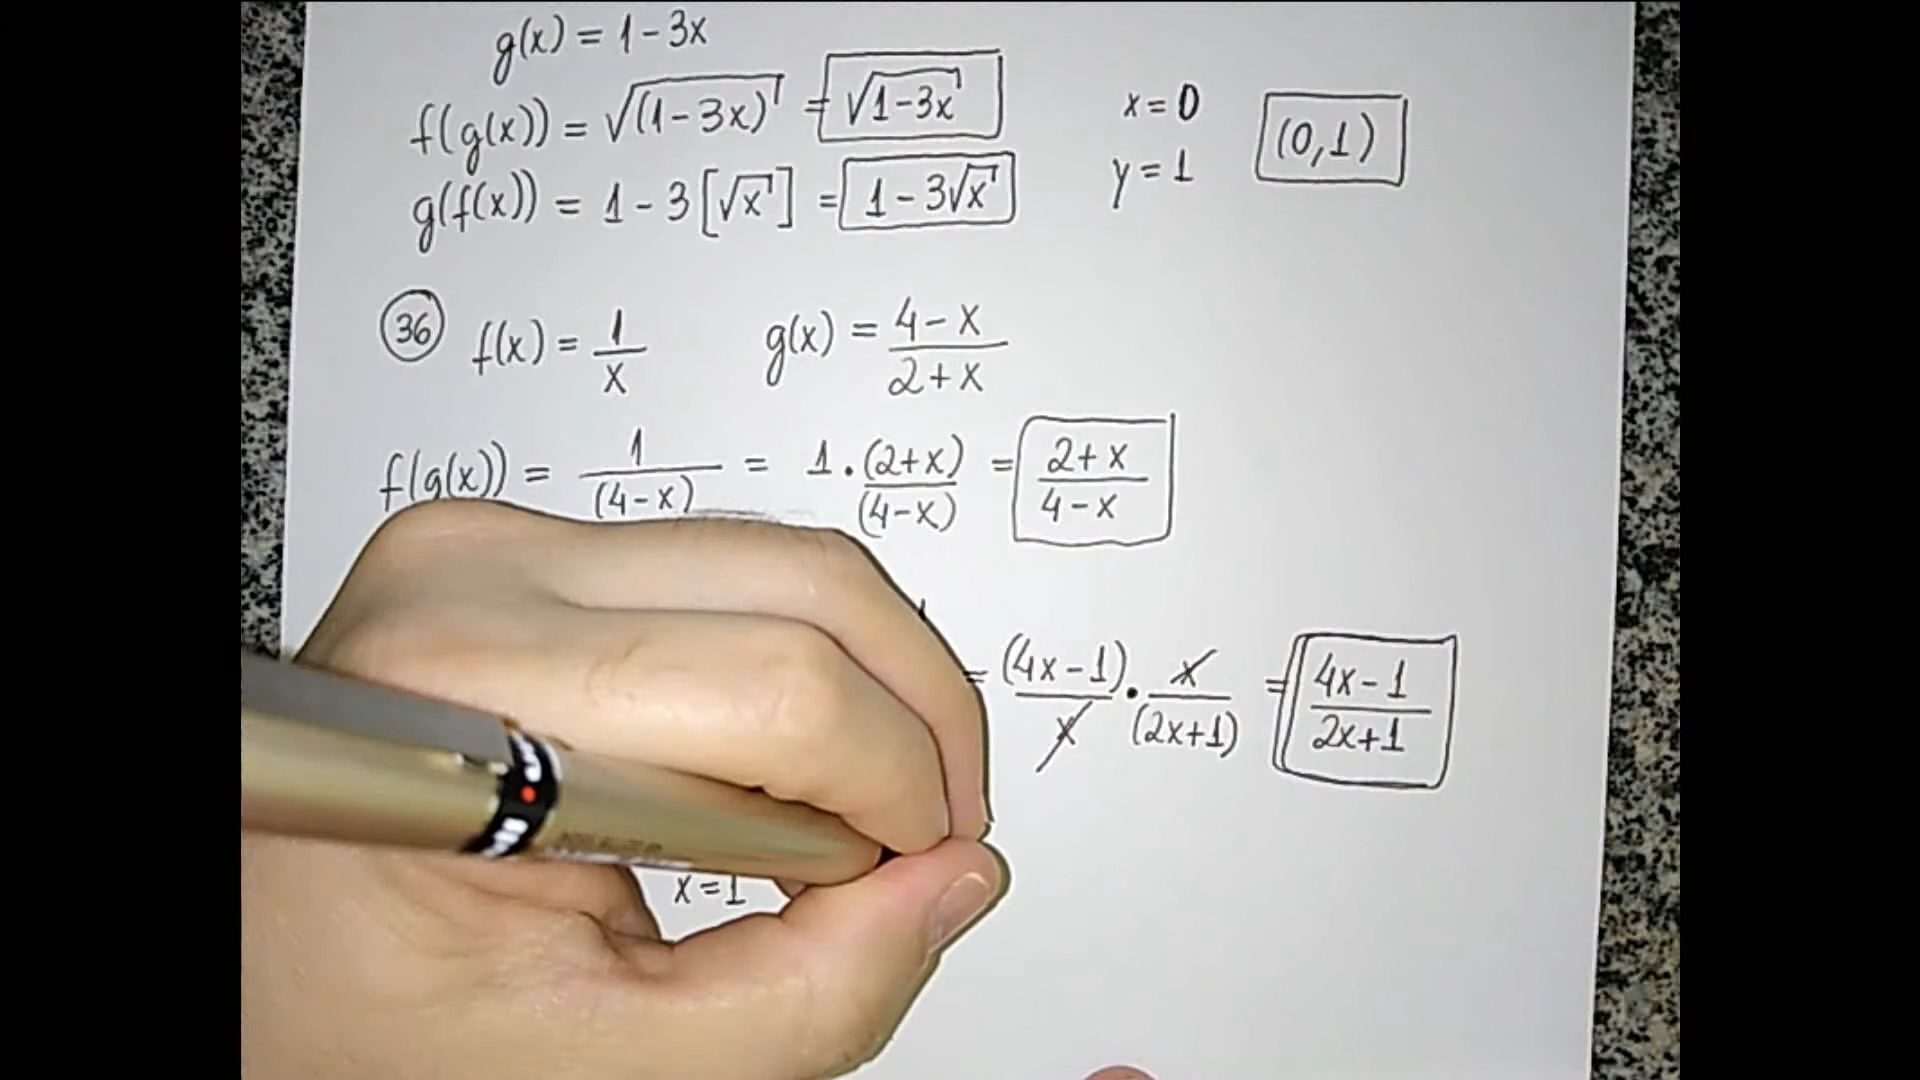 g(x) = 1 - 3x
f(g(x)) = √(1-3x) = √1-3x
x = 0
(0,1)
g(f(x)) = 1 - 3[√x] = 1 - 3√x
y = 1
36 f(x) = 1/x g(x) = 4-x/2+x
f(g(x)) = 1/(4-x) = 1·(2+x)/(4-x) = 2+x/4-x
= (4x-1)/x · x/(2x+1) = 4x-1/2x+1
x = 1